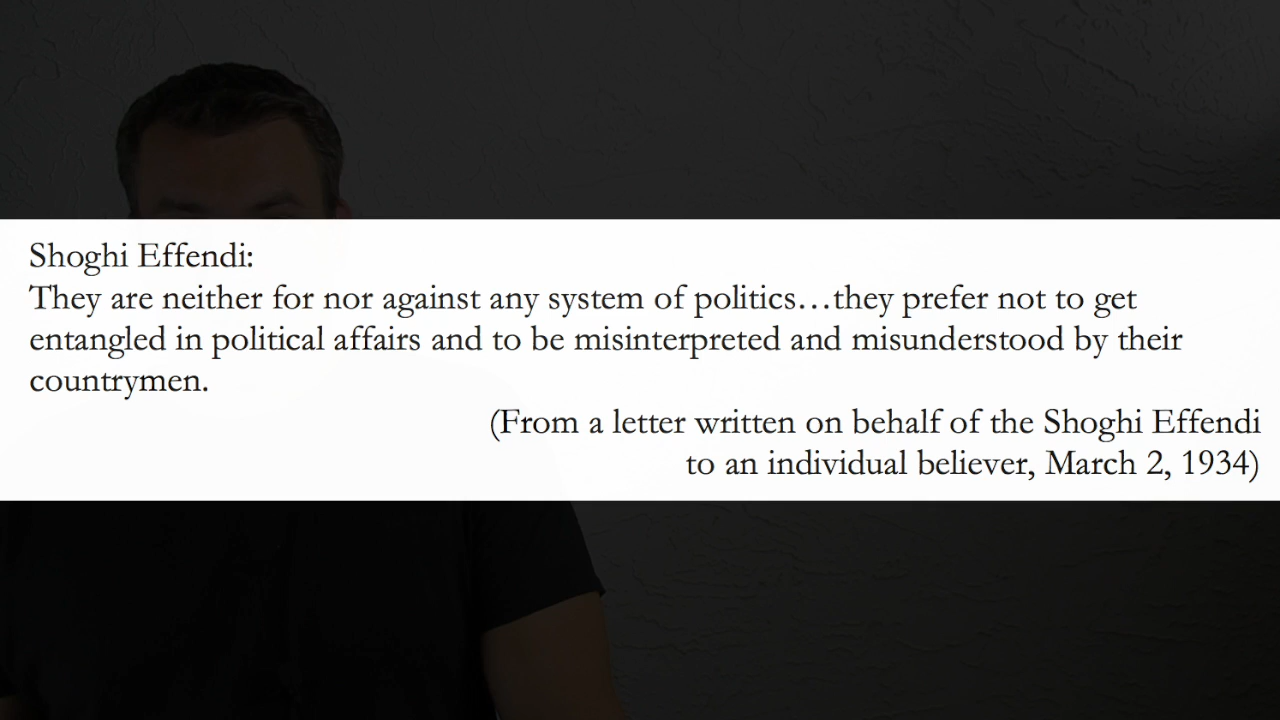 Shoghi Effendi:
They are neither for nor against any system of politics…they prefer not to get
entangled in political affairs and to be misinterpreted and misunderstood by their
countrymen.
(From a letter written on behalf of the Shoghi Effendi
to an individual believer, March 2, 1934)